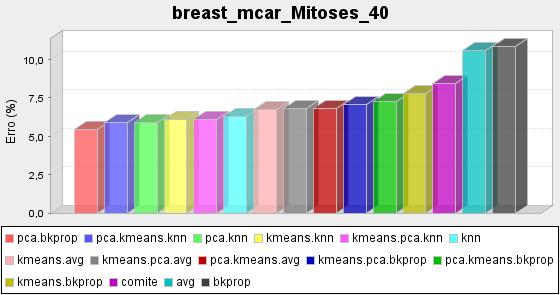 breast_mcar_Mitoses_40
Erro (%)
10,0
7,5
5,0
2,5
0,0
pca.bkprop pca.kmeans.knn pca.knn kmeans.knn kmeans.pca.knn knn
kmeans.avg kmeans.pca.avg pca.kmeans.avg kmeans.pca.bkprop pca.kmeans.bkprop
kmeans.bkprop comite avg bkprop